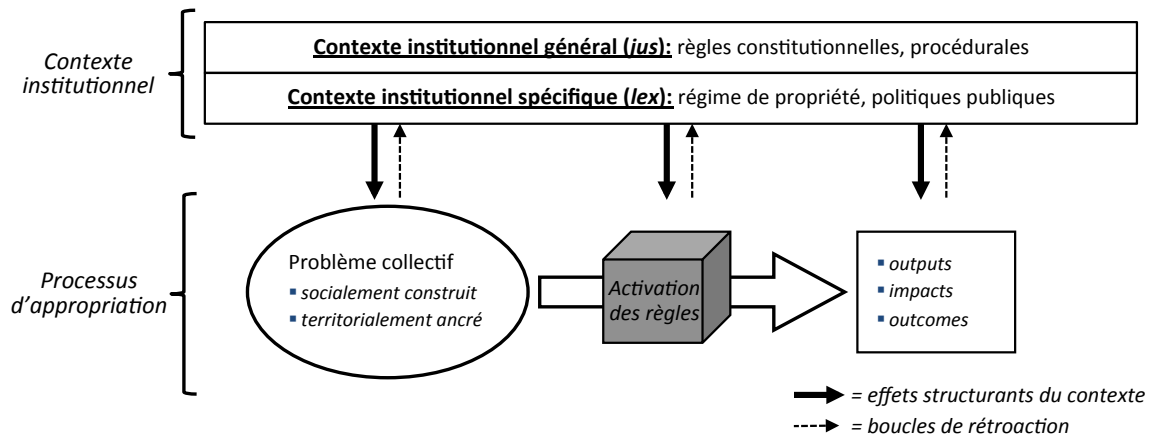 Contexte
institutionnel
Contexte institutionnel général (jus): règles constitutionnelles, procédurales
Contexte institutionnel spécifique (lex): régime de propriété, politiques publiques
Processus
d’appropriation
Problème collectif
▪ socialement construit
▪ territorialement ancré
Activation
des règles
▪ outputs
▪ impacts
▪ outcomes
= effets structurants du contexte
= boucles de rétroaction